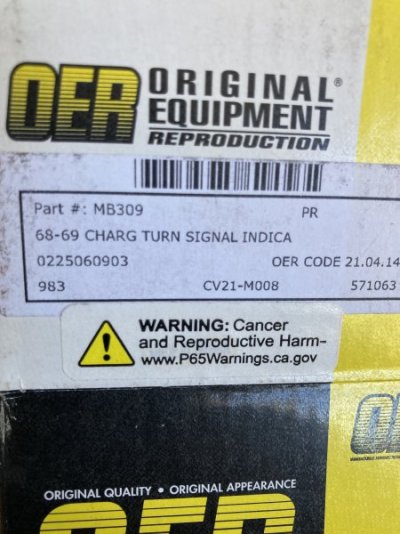 OER ORIGINAL®
EQUIPMENT
REPRODUCTION
Part #: MB309 PR
68-69 CHARG TURN SIGNAL INDICA
0225060903 OER CODE 21.04.14
983 CV21-M008 571063
WARNING: Cancer
and Reproductive Harm-
www.P65Warnings.ca.gov
ORIGINAL QUALITY • ORIGINAL APPEARANCE
OER